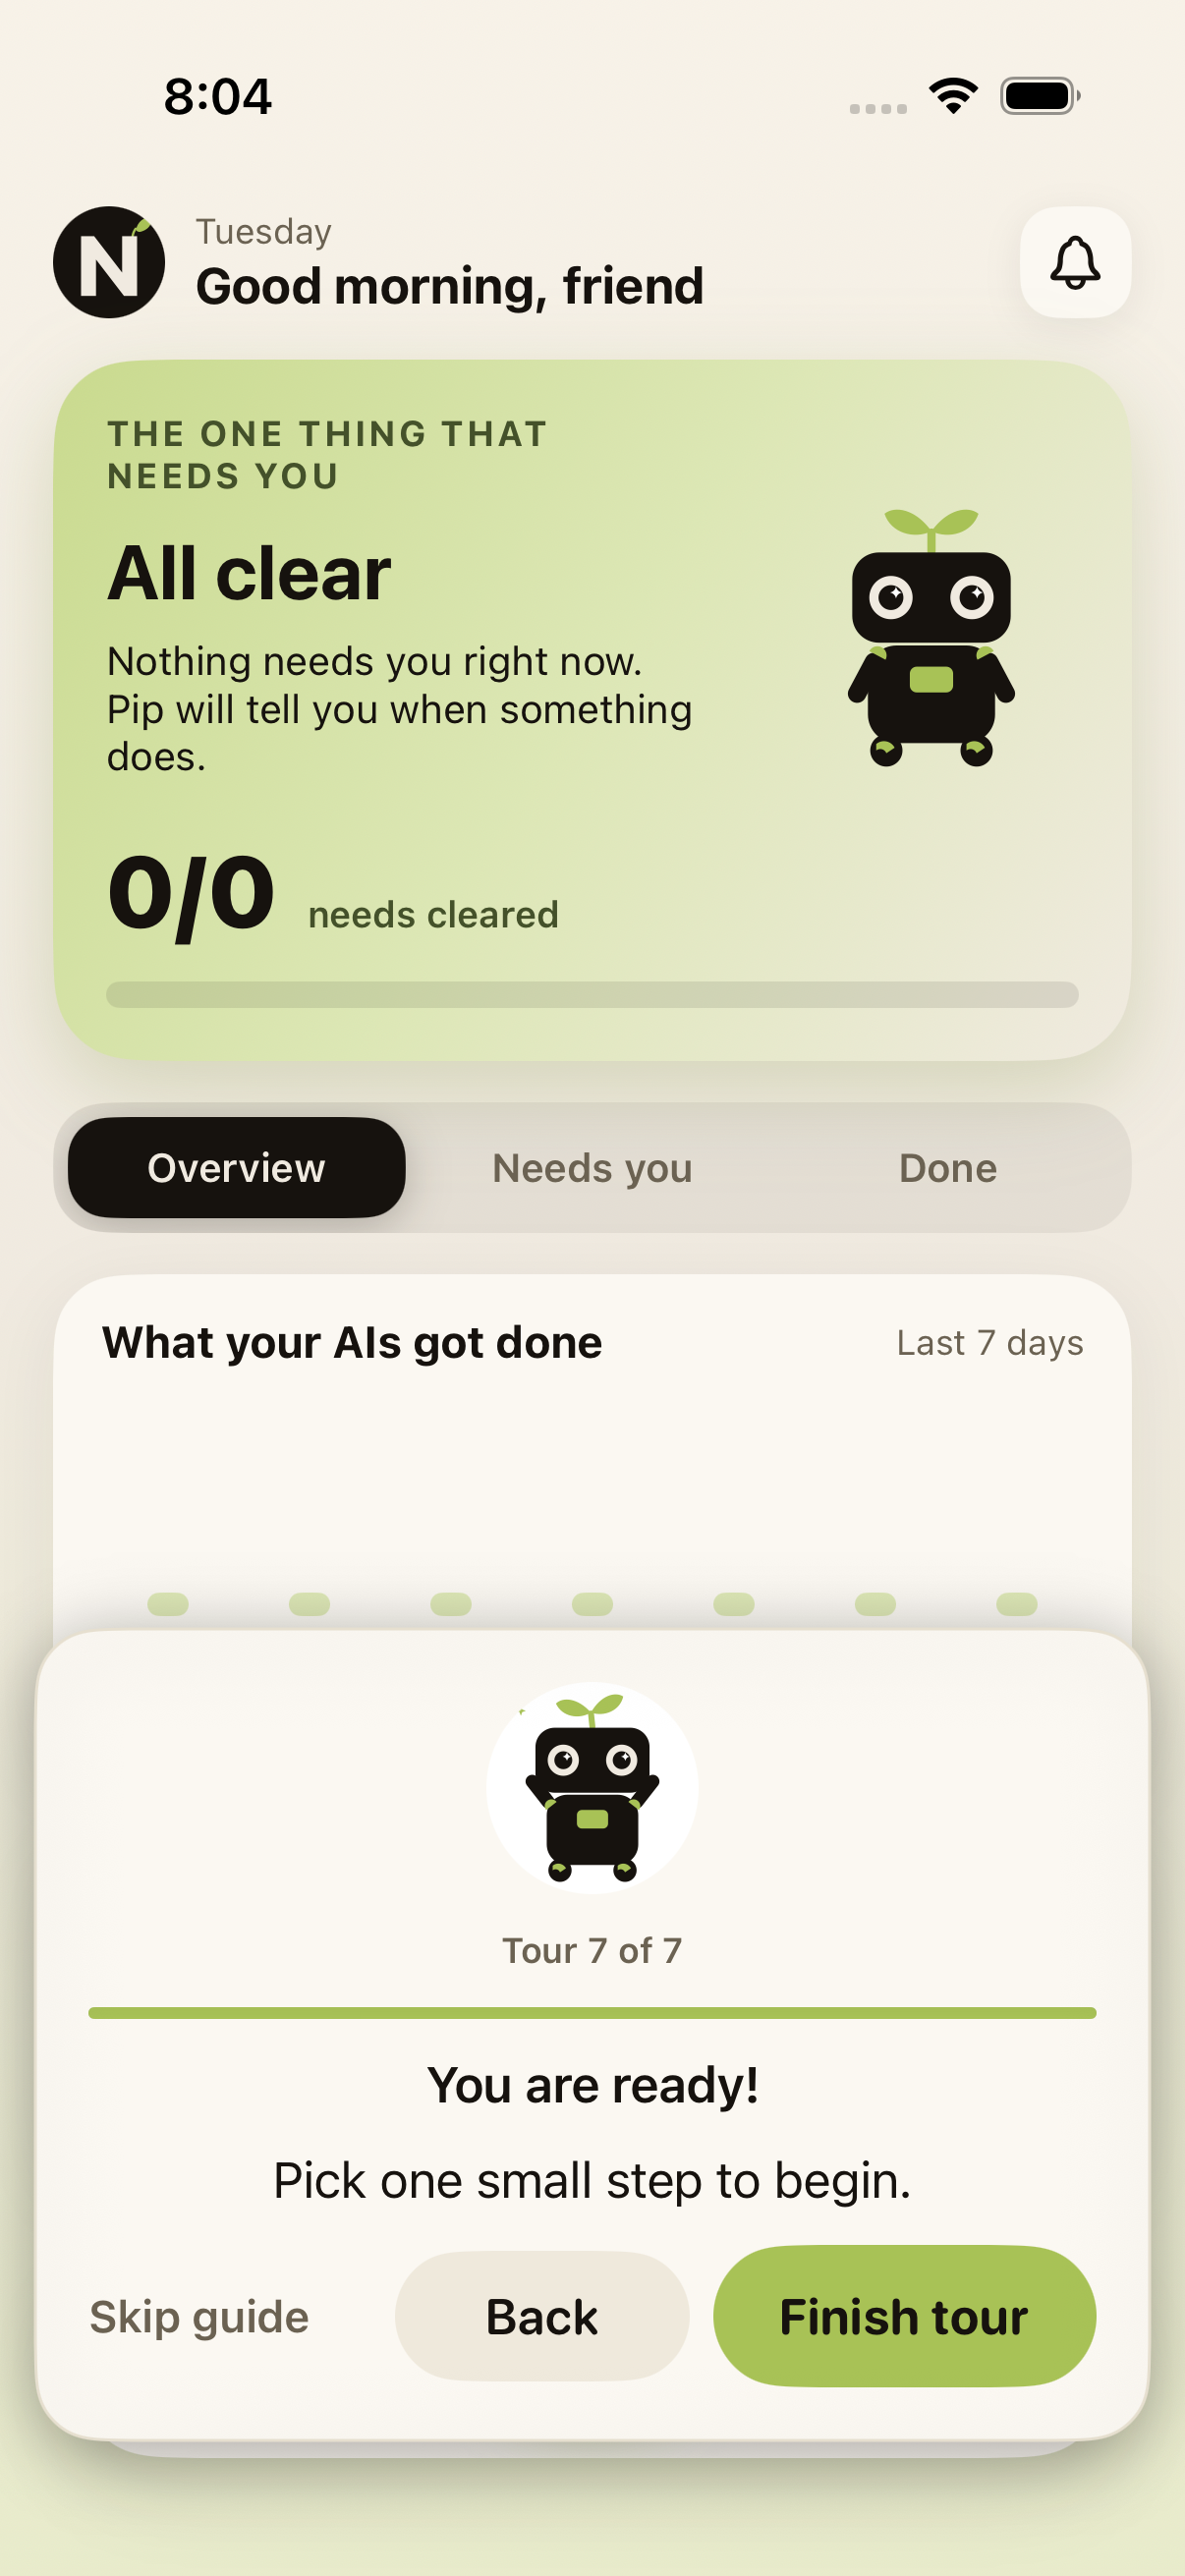 8:04
N
Tuesday
Good morning, friend
THE ONE THING THAT
NEEDS YOU
All clear
Nothing needs you right now.
Pip will tell you when something
does.
0/0 needs cleared
Overview Needs you Done
What your AIs got done Last 7 days
Tour 7 of 7
You are ready!
Pick one small step to begin.
Skip guide Back Finish tour